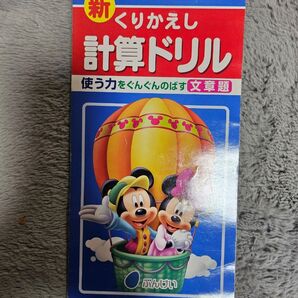 新
くりかえし
計算ドリル
使う力をぐんぐんのばす文章題
ぶんけい